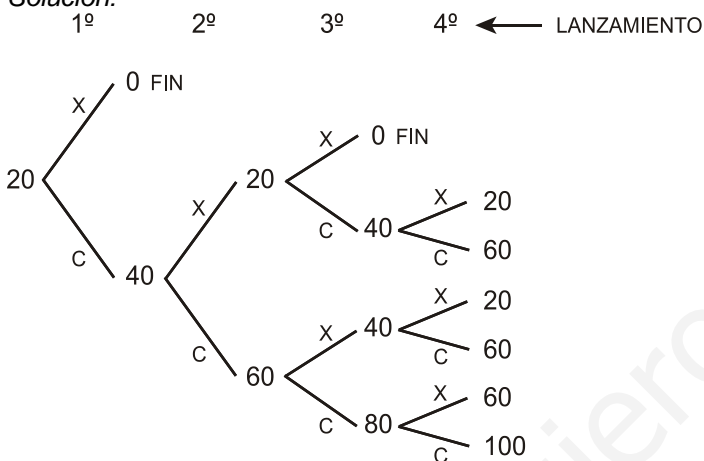 Solución:
1º 2º 3º 4º LANZAMIENTO
0 FIN
X
X 0 FIN
20 20
X 20
X
C 40
C 60
C
40
X 20
X 40
C 60
C
60
X 60
C 80
C 100